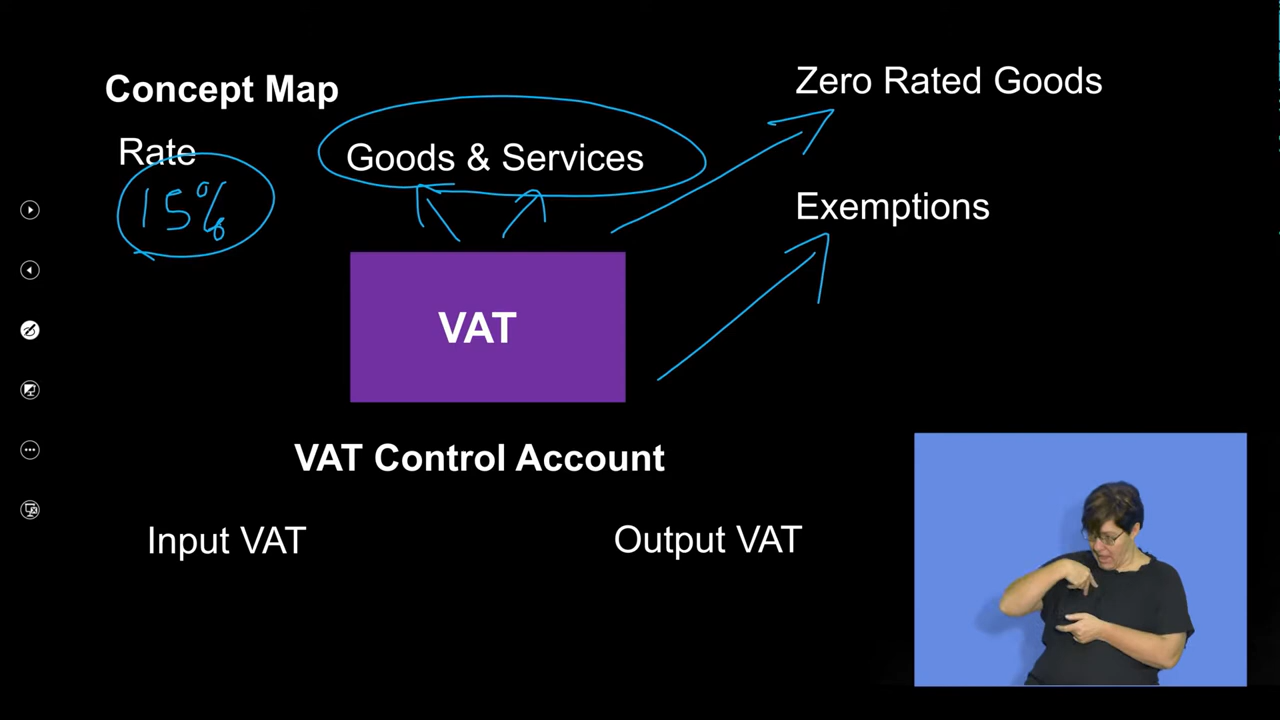 Concept Map
Zero Rated Goods
Rate
Goods & Services
15%
Exemptions
VAT
VAT Control Account
Input VAT
Output VAT